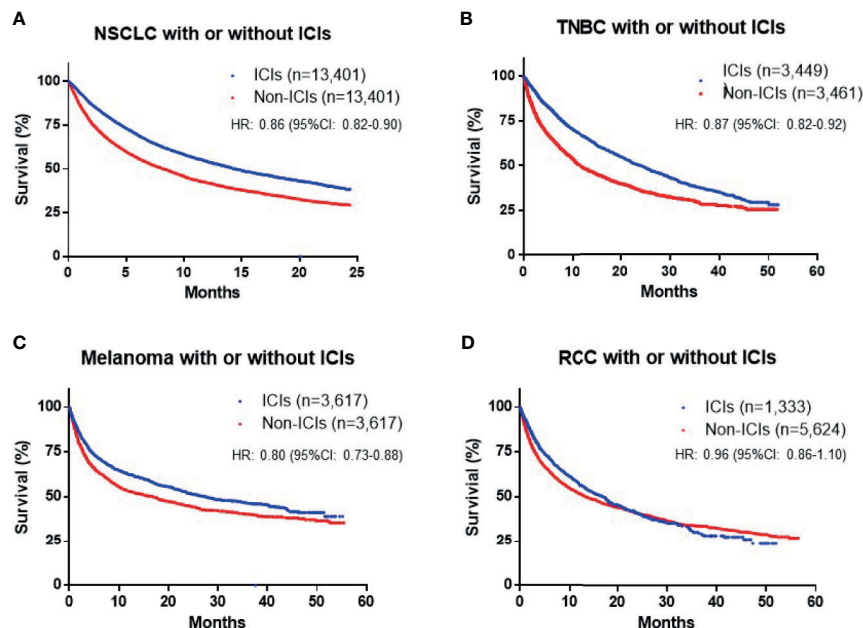 A
NSCLC with or without ICIs
ICIs (n=13,401)
Non-ICIs (n=13,401)
HR: 0.86 (95%CI: 0.82-0.90)
Survival (%)
100
75
50
25
0
0 5 10 15 20 25
Months
B
TNBC with or without ICIs
ICIs (n=3,449)
Non-ICIs (n=3,461)
HR: 0.87 (95%CI: 0.82-0.92)
Survivial (%)
100
75
50
25
0
0 10 20 30 40 50 60
Months
C
Melanoma with or without ICIs
ICIs (n=3,617)
Non-ICIs (n=3,617)
HR: 0.80 (95%CI: 0.73-0.88)
Survivial (%)
100
75
50
25
0
0 10 20 30 40 50 60
Months
D
RCC with or without ICIs
ICIs (n=1,333)
Non-ICIs (n=5,624)
HR: 0.96 (95%CI: 0.86-1.10)
Survivial (%)
100
75
50
25
0
0 10 20 30 40 50 60
Months